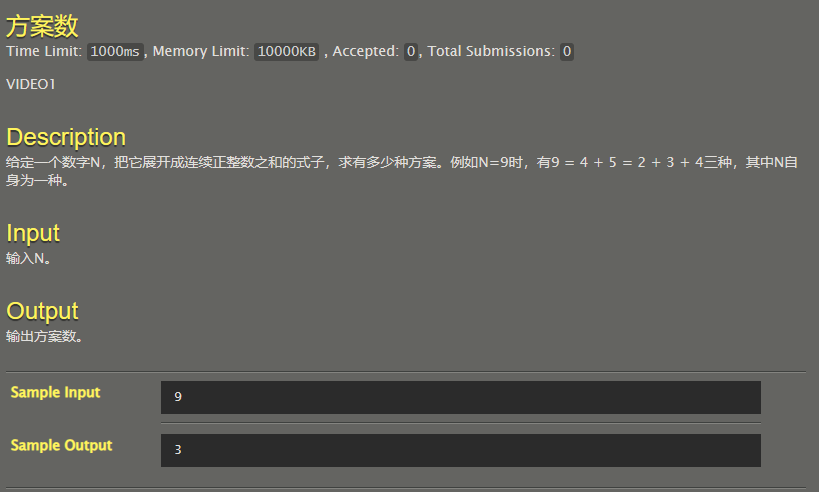 方案数
Time Limit: 1000ms, Memory Limit: 10000KB , Accepted: 0, Total Submissions: 0
VIDEO1
Description
给定一个数字N，把它展开成连续正整数之和的式子，求有多少种方案。例如N=9时，有9 = 4 + 5 = 2 + 3 + 4三种，其中N自
身为一种。
Input
输入N。
Output
输出方案数。
Sample Input
9
Sample Output
3